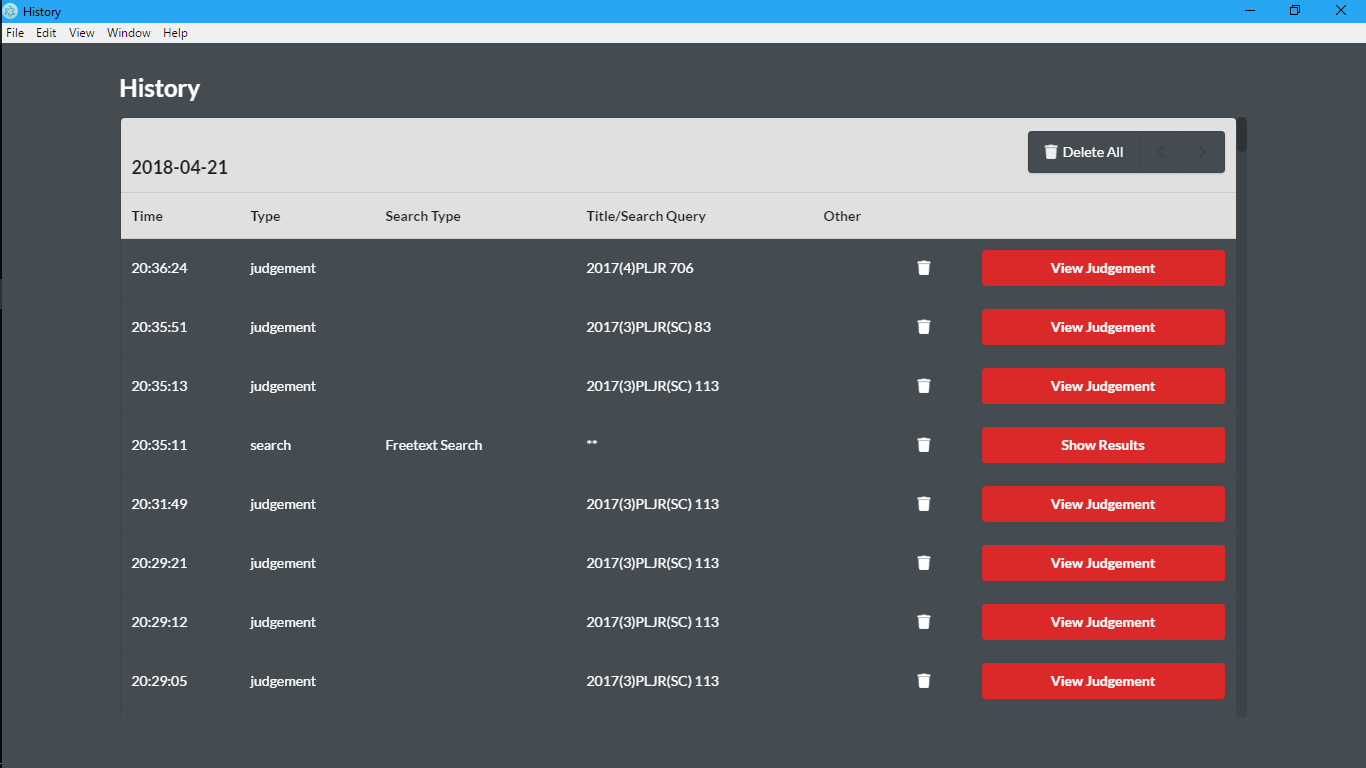 History
File Edit View Window Help
History
Delete All
2018-04-21
Time Type Search Type Title/Search Query Other
20:36:24 judgement 2017(4)PLJR 706 View Judgement
20:35:51 judgement 2017(3)PLJR(SC) 83 View Judgement
20:35:13 judgement 2017(3)PLJR(SC) 113 View Judgement
20:35:11 search Freetext Search ** Show Results
20:31:49 judgement 2017(3)PLJR(SC) 113 View Judgement
20:29:21 judgement 2017(3)PLJR(SC) 113 View Judgement
20:29:12 judgement 2017(3)PLJR(SC) 113 View Judgement
20:29:05 judgement 2017(3)PLJR(SC) 113 View Judgement